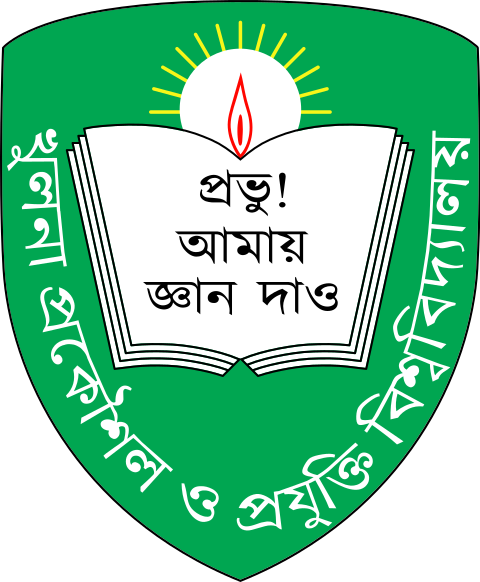 প্রভু!
আমায়
জ্ঞান দাও
খুলনা প্রকৌশল ও প্রযুক্তি বিশ্ববিদ্যালয়